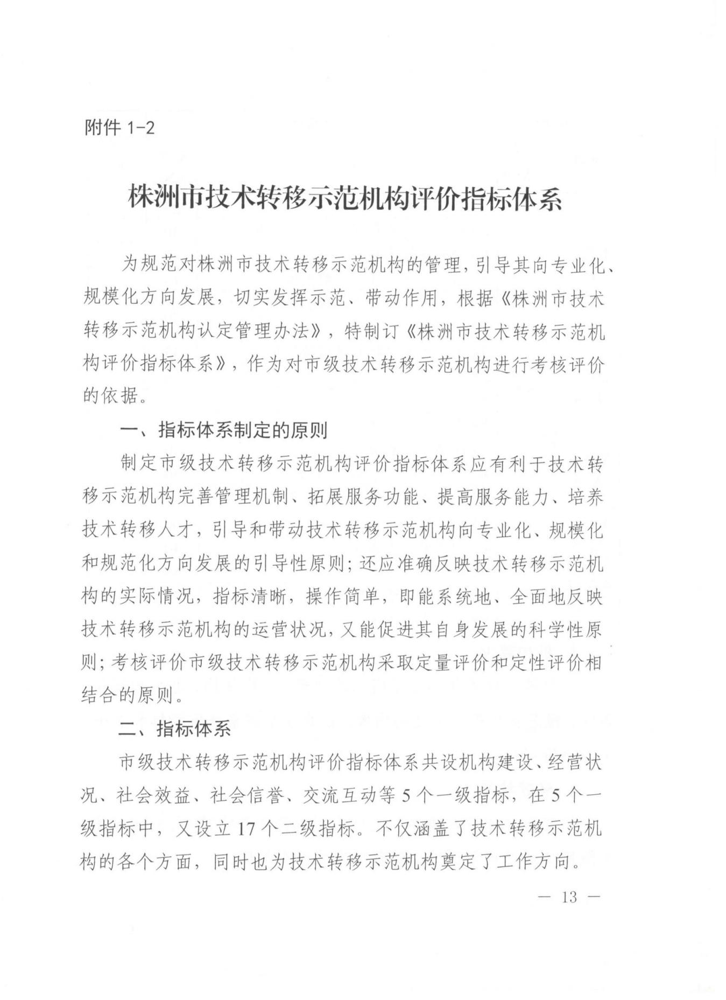 附件 1-2
株洲市技术转移示范机构评价指标体系
为规范对株洲市技术转移示范机构的管理，引导其向专业化、
规模化方向发展，切实发挥示范、带动作用，根据《株洲市技术
转移示范机构认定管理办法》，特制订《株洲市技术转移示范机
构评价指标体系》，作为对市级技术转移示范机构进行考核评价
的依据。
一、指标体系制定的原则
制定市级技术转移示范机构评价指标体系应有利于技术转
移示范机构完善管理机制、拓展服务功能、提高服务能力、培养
技术转移人才，引导和带动技术转移示范机构向专业化、规模化
和规范化方向发展的引导性原则；还应准确反映技术转移示范机
构的实际情况，指标清晰，操作简单，即能系统地、全面地反映
技术转移示范机构的运营状况，又能促进其自身发展的科学性原
则；考核评价市级技术转移示范机构采取定量评价和定性评价相
结合的原则。
二、指标体系
市级技术转移示范机构评价指标体系共设机构建设、经营状
况、社会效益、社会信誉、交流互动等 5 个一级指标，在 5 个一
级指标中，又设立 17 个二级指标。不仅涵盖了技术转移示范机
构的各个方面，同时也为技术转移示范机构奠定了工作方向。
— 13 —